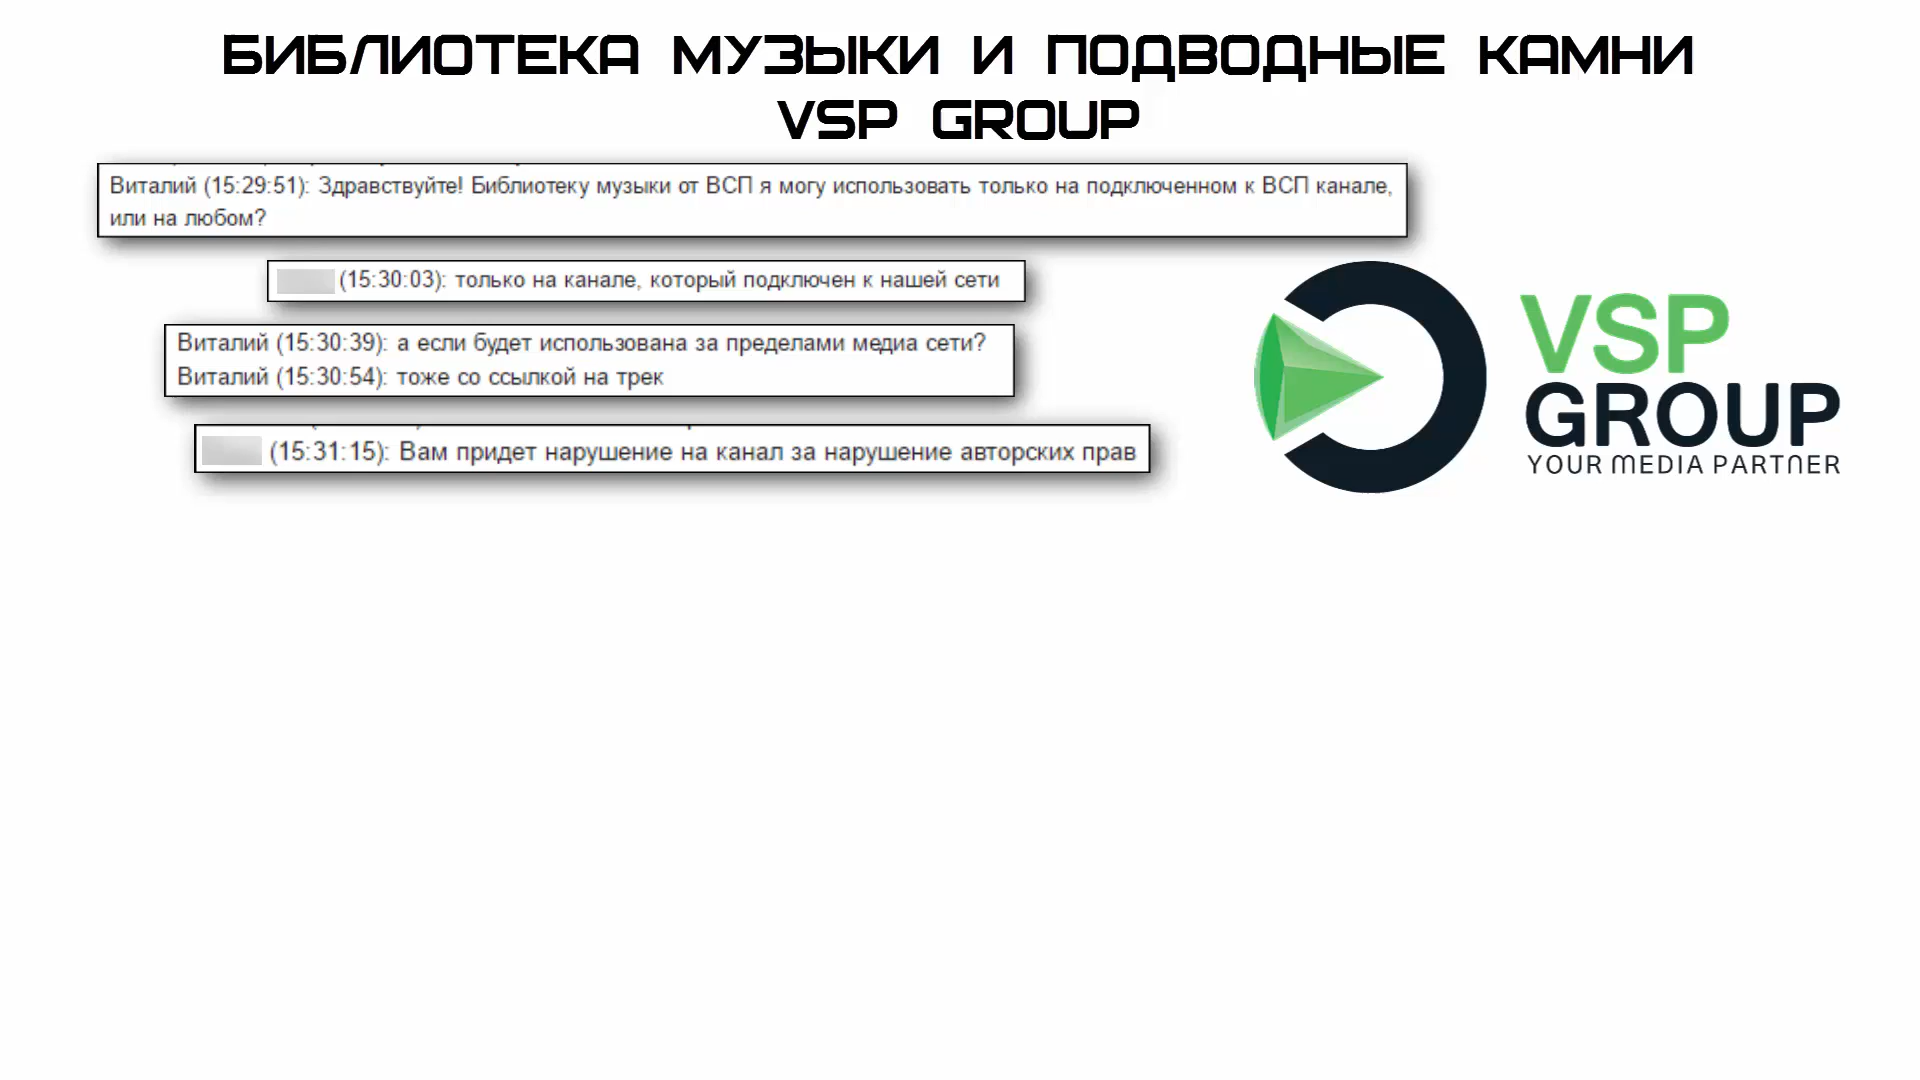 БИБЛИОТЕКА МУЗЫКИ И ПОДВОДНЫЕ КАМНИ
VSP GROUP
Виталий (15:29:51): Здравствуйте! Библиотеку музыки от ВСП я могу использовать только на подключенном к ВСП канале,
или на любом?
(15:30:03): только на канале, который подключен к нашей сети
Виталий (15:30:39): а если будет использована за пределами медиа сети?
Виталий (15:30:54): тоже со ссылкой на трек
(15:31:15): Вам придет нарушение на канал за нарушение авторских прав
VSP
GROUP
YOUR MEDIA PARTNER